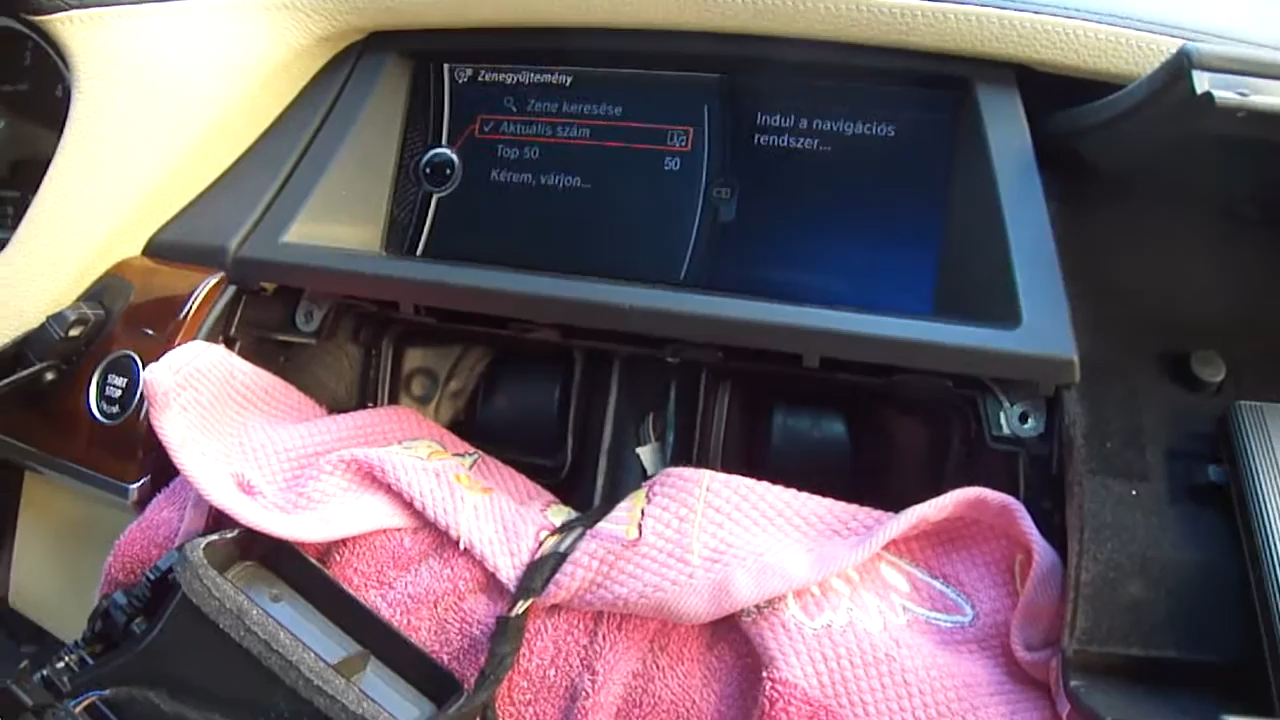 Zenegyűjtemény
Zene keresése
Aktuális szám
Top 50 50
Kérem, várjon...
Indul a navigációs
rendszer...
START
STOP